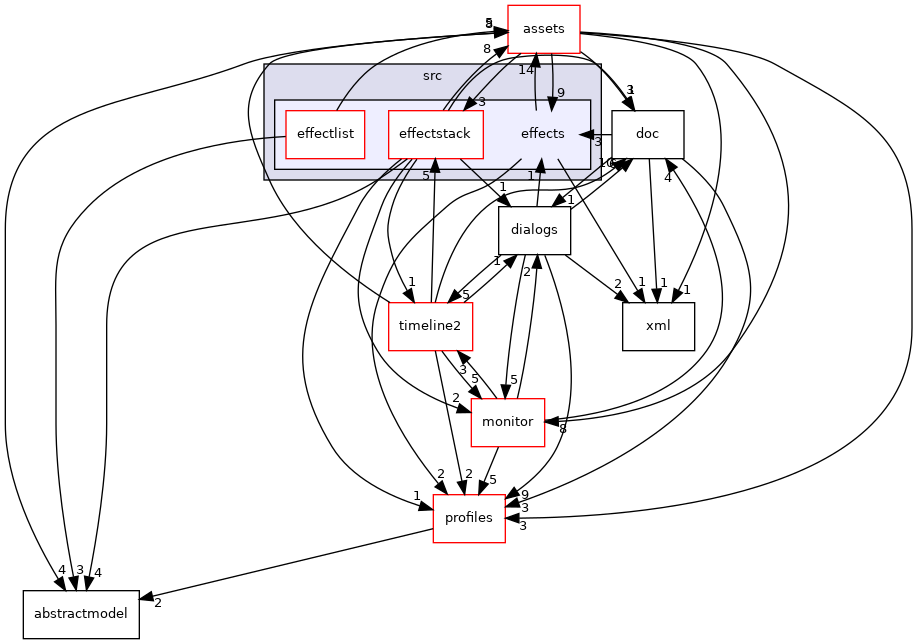 assets
8
14
9
3
src
effectlist
effectstack
effects
doc
3
5
1
1
1
dialogs
1
5
2
2
1
1
1
4
timeline2
xml
3
5
5
2
monitor
8
1
2
2
5
9
3
3
profiles
4
3
4
2
abstractmodel